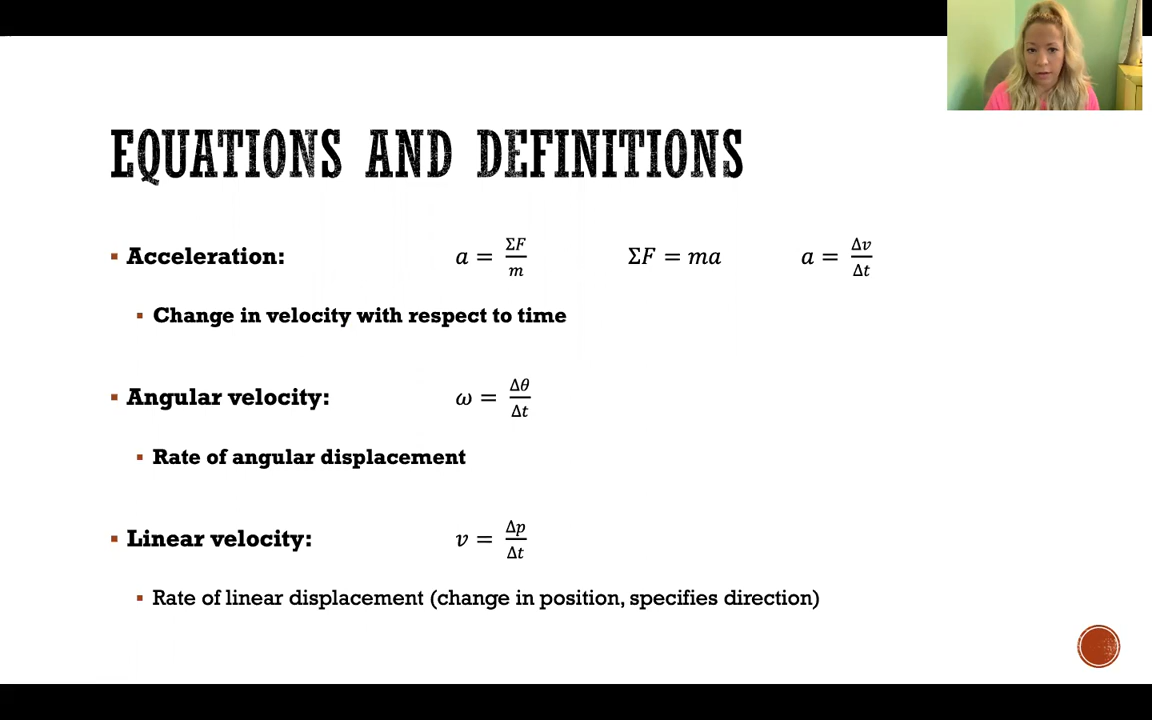 EQUATIONS AND DEFINITIONS
▪ Acceleration: a = ΣF/m ΣF = ma a = Δv/Δt
▪ Change in velocity with respect to time
▪ Angular velocity: ω = Δθ/Δt
▪ Rate of angular displacement
▪ Linear velocity: v = Δp/Δt
▪ Rate of linear displacement (change in position, specifies direction)